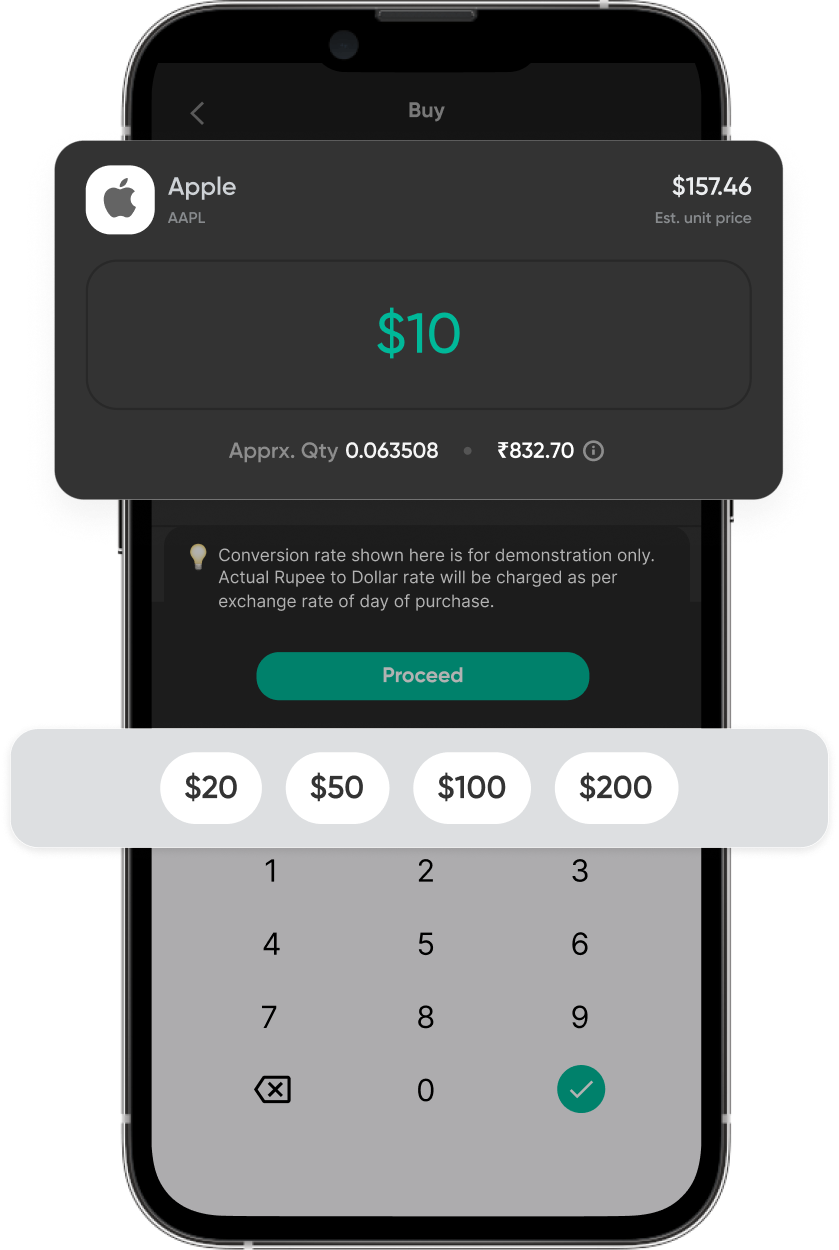 Buy
Apple
$157.46
AAPL
Est. unit price
$10
Apprx. Qty 0.063508 • ₹832.70
Conversion rate shown here is for demonstration only.
Actual Rupee to Dollar rate will be charged as per
exchange rate of day of purchase.
Proceed
$20 $50 $100 $200
1 2 3
4 5 6
7 8 9
0